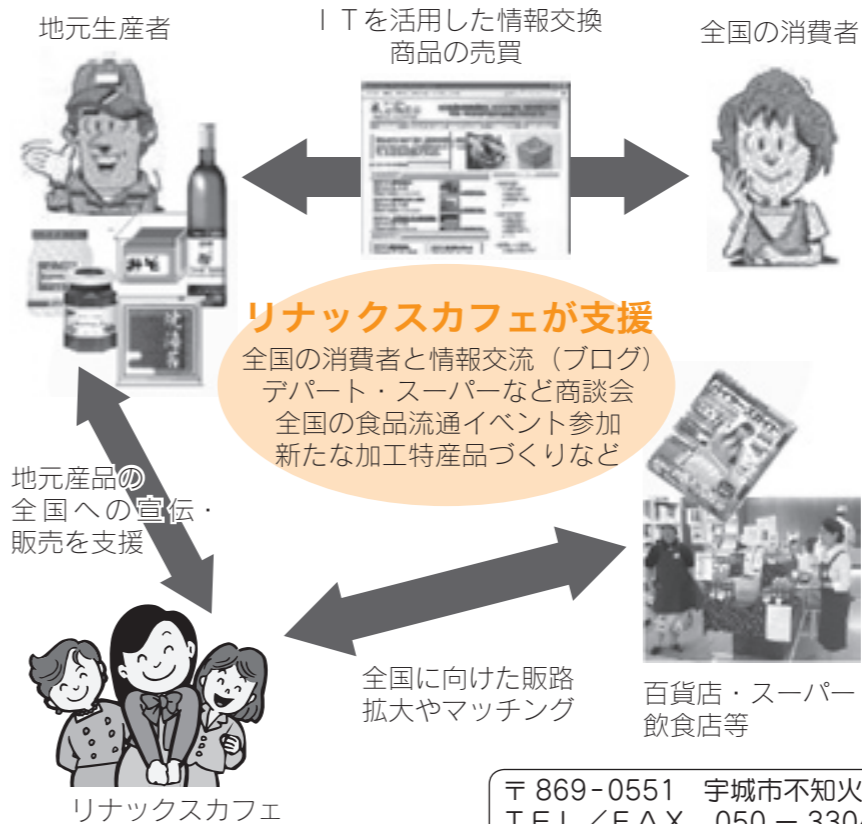 地元生産者
ＩＴを活用した情報交換
商品の売買
全国の消費者
リナックスカフェが支援
全国の消費者と情報交流（ブログ）
デパート・スーパーなど商談会
全国の食品流通イベント参加
新たな加工特産品づくりなど
地元産品の
全国への宣伝・
販売を支援
全国に向けた販路
拡大やマッチング
百貨店・スーパー
飲食店等
リナックスカフェ
〒869-0551　宇城市不知火
ＴＥＬ／ＦＡＸ　050－330